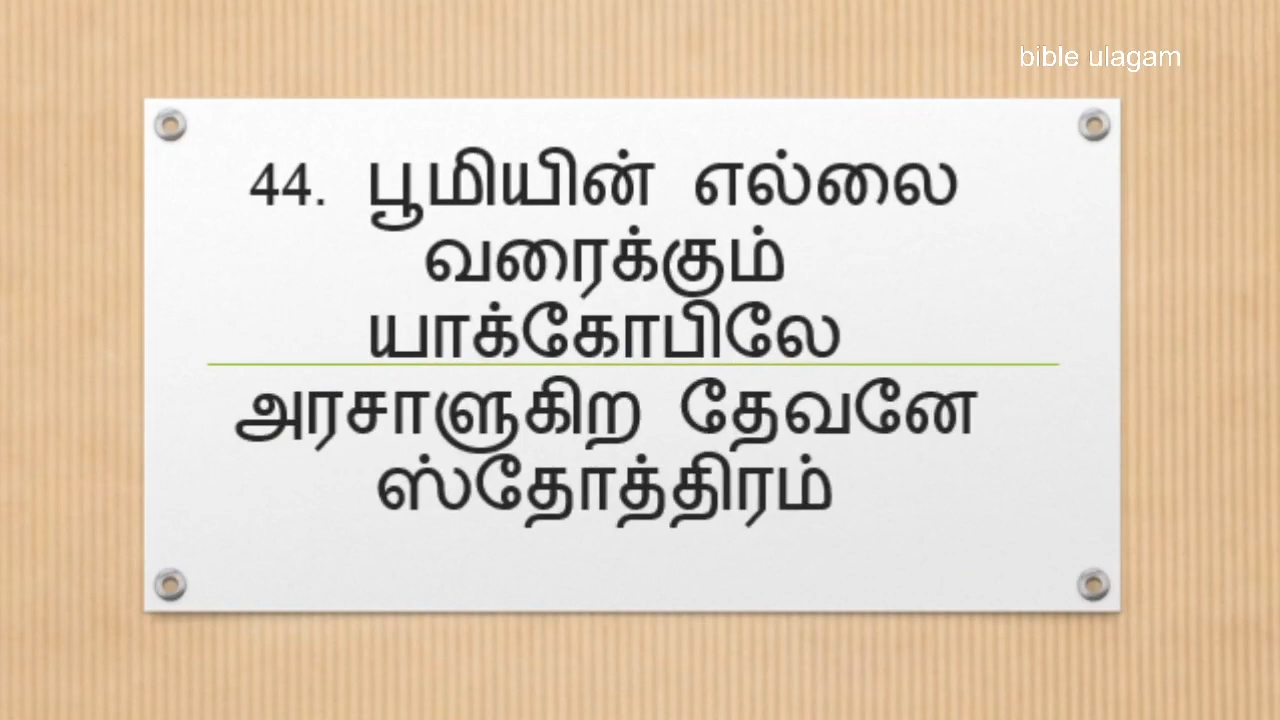 bible ulagam
44. பூமியின் எல்லை
வரைக்கும்
யாக்கோபிலே
அரசாளுகிற தேவனே
ஸ்தோத்திரம்